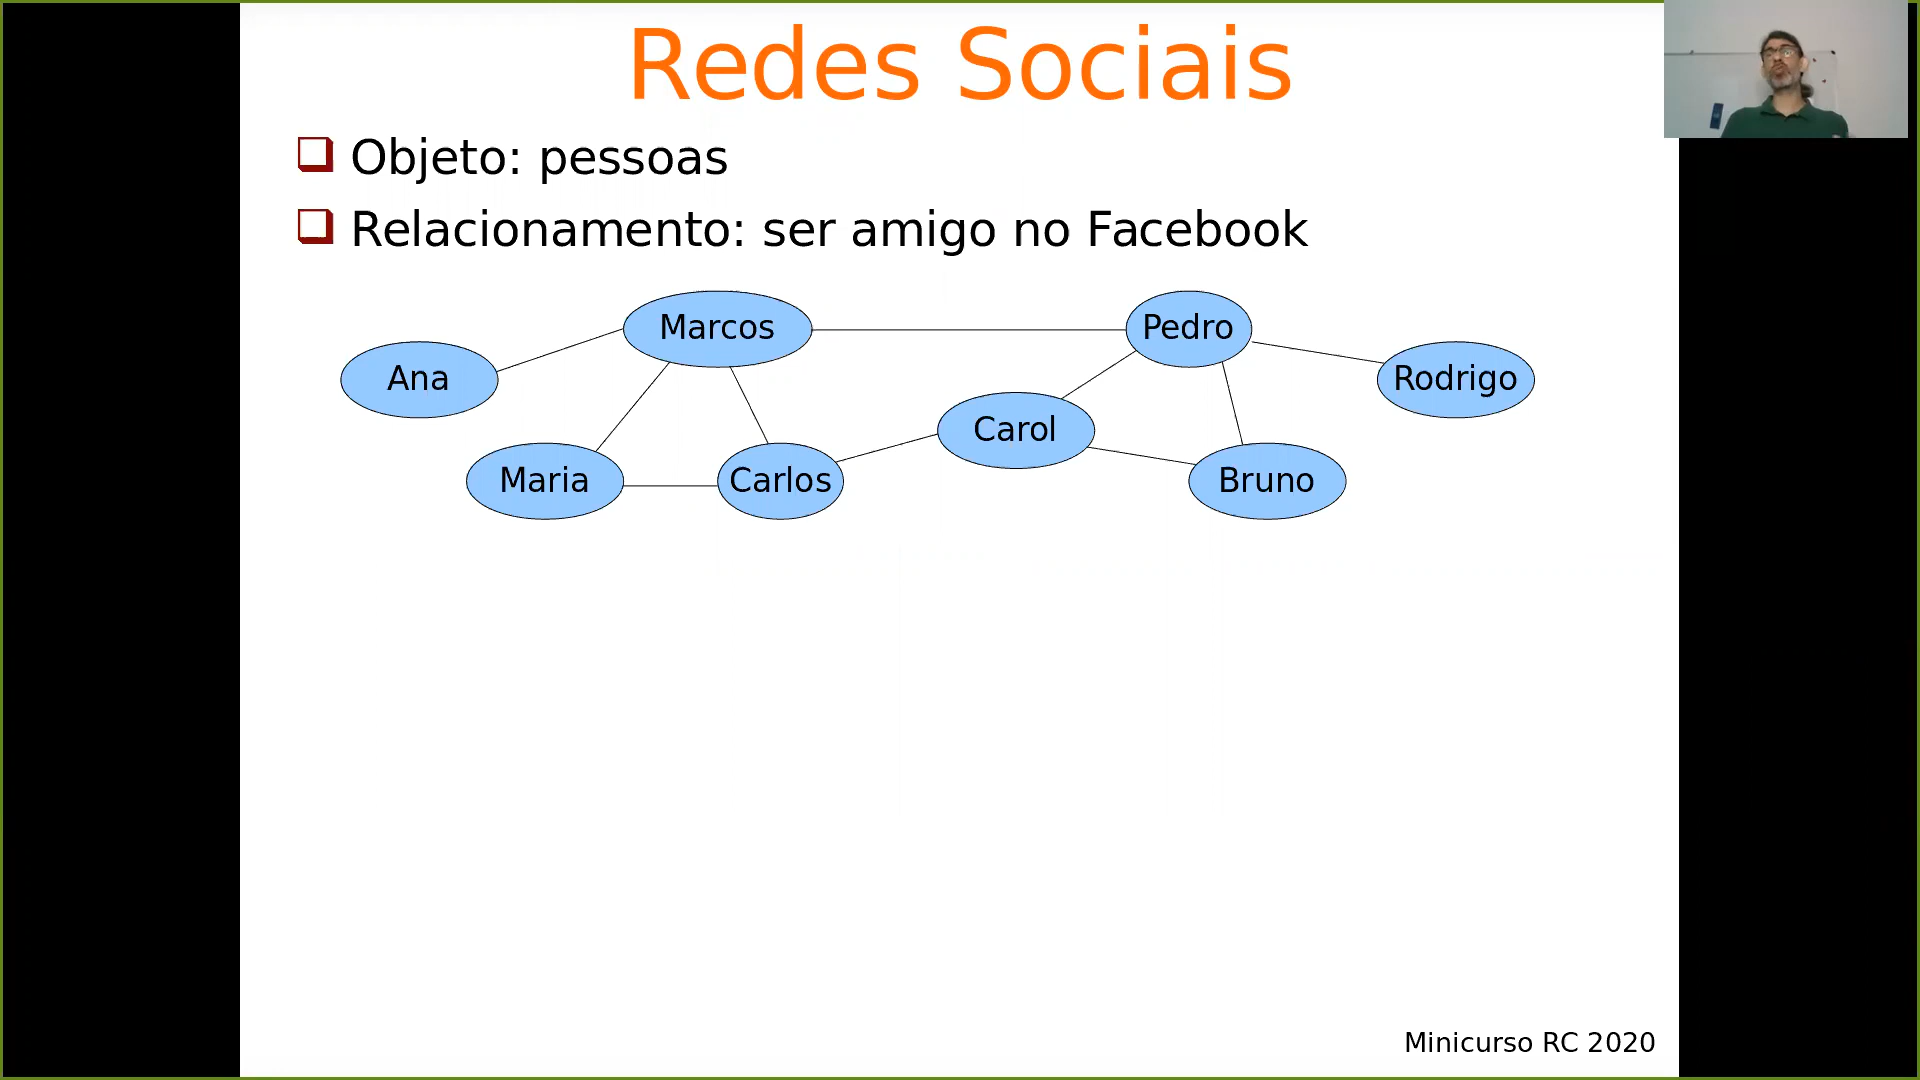 Redes Sociais
Objeto: pessoas
Relacionamento: ser amigo no Facebook
Marcos
Pedro
Ana
Rodrigo
Carol
Maria
Carlos
Bruno
Minicurso RC 2020